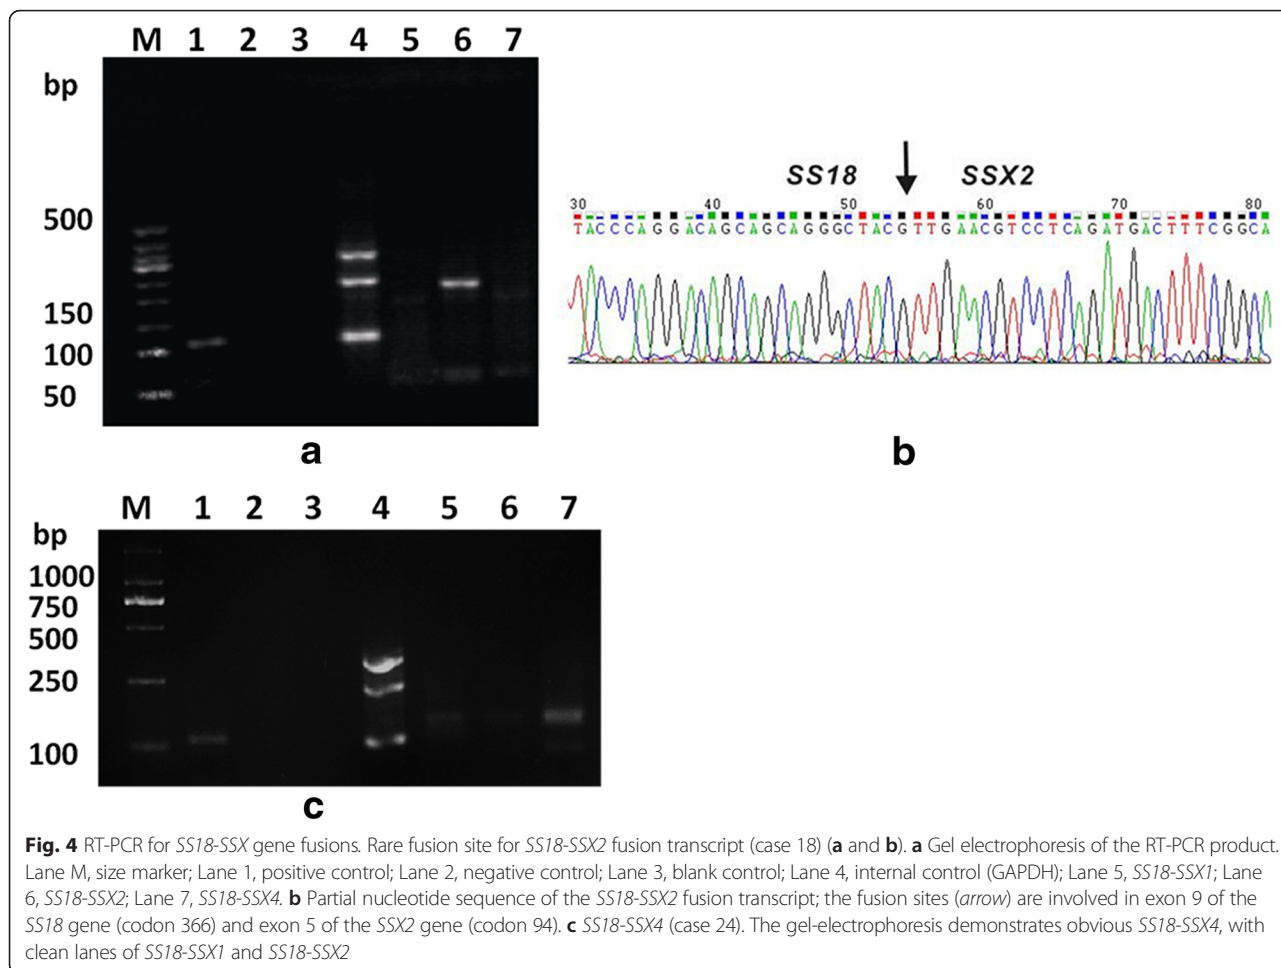 M 1 2 3 4 5 6 7
bp
500
150
100
50
a
SS18 SSX2
30 40 50 60 70 80
TACCCAGGACAGCAGCAGGGCTACGTTGAACGTCCTCAGATGACTTTCGGCA
b
M 1 2 3 4 5 6 7
bp
1000
750
500
250
100
c
Fig. 4 RT-PCR for SS18-SSX gene fusions. Rare fusion site for SS18-SSX2 fusion transcript (case 18) (a and b). a Gel electrophoresis of the RT-PCR product.
Lane M, size marker; Lane 1, positive control; Lane 2, negative control; Lane 3, blank control; Lane 4, internal control (GAPDH); Lane 5, SS18-SSX1; Lane
6, SS18-SSX2; Lane 7, SS18-SSX4. b Partial nucleotide sequence of the SS18-SSX2 fusion transcript; the fusion sites (arrow) are involved in exon 9 of the
SS18 gene (codon 366) and exon 5 of the SSX2 gene (codon 94). c SS18-SSX4 (case 24). The gel-electrophoresis demonstrates obvious SS18-SSX4, with
clean lanes of SS18-SSX1 and SS18-SSX2